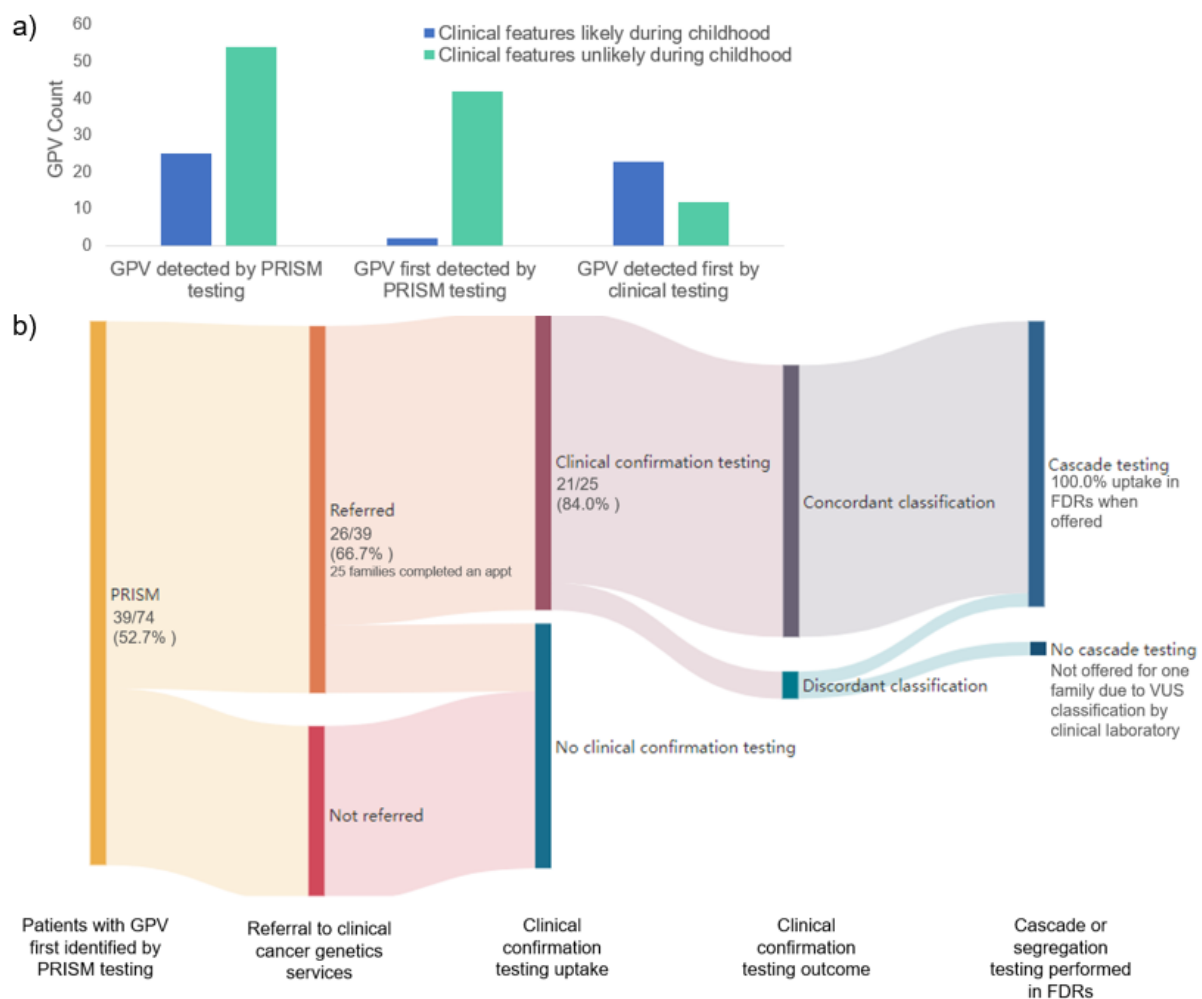 a)
60
50
40
30
20
10
0
GPV Count
Clinical features likely during childhood
Clinical features unlikely during childhood
GPV detected by PRISM
testing
GPV first detected by
PRISM testing
GPV detected first by
clinical testing
b)
PRISM
39/74
(52.7% )
Referred
26/39
(66.7% )
25 families completed an appt
Not referred
Clinical confirmation testing
21/25
(84.0% )
No clinical confirmation testing
Concordant classification
Discordant classification
Cascade testing
100.0% uptake in
FDRs when
offered
No cascade testing
Not offered for one
family due to VUS
classification by
clinical laboratory
Patients with GPV
first identified by
PRISM testing
Referral to clinical
cancer genetics
services
Clinical
confirmation
testing uptake
Clinical
confirmation
testing outcome
Cascade or
segregation
testing performed
in FDRs